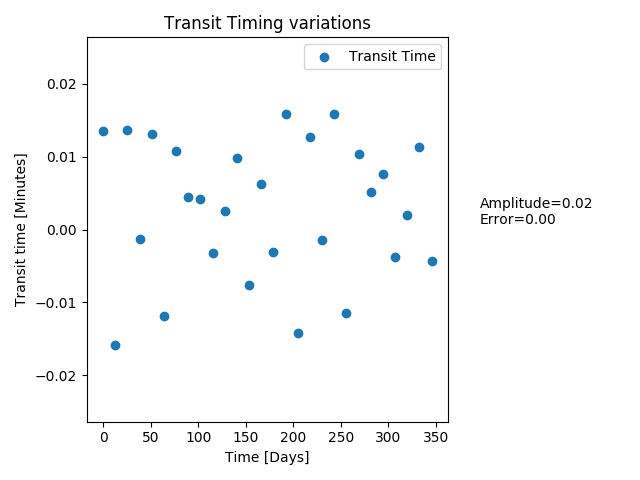 Transit Timing variations
Transit Time
Transit time [Minutes]
0.02
0.01
0.00
−0.01
−0.02
0 50 100 150 200 250 300 350
Time [Days]
Amplitude=0.02
Error=0.00